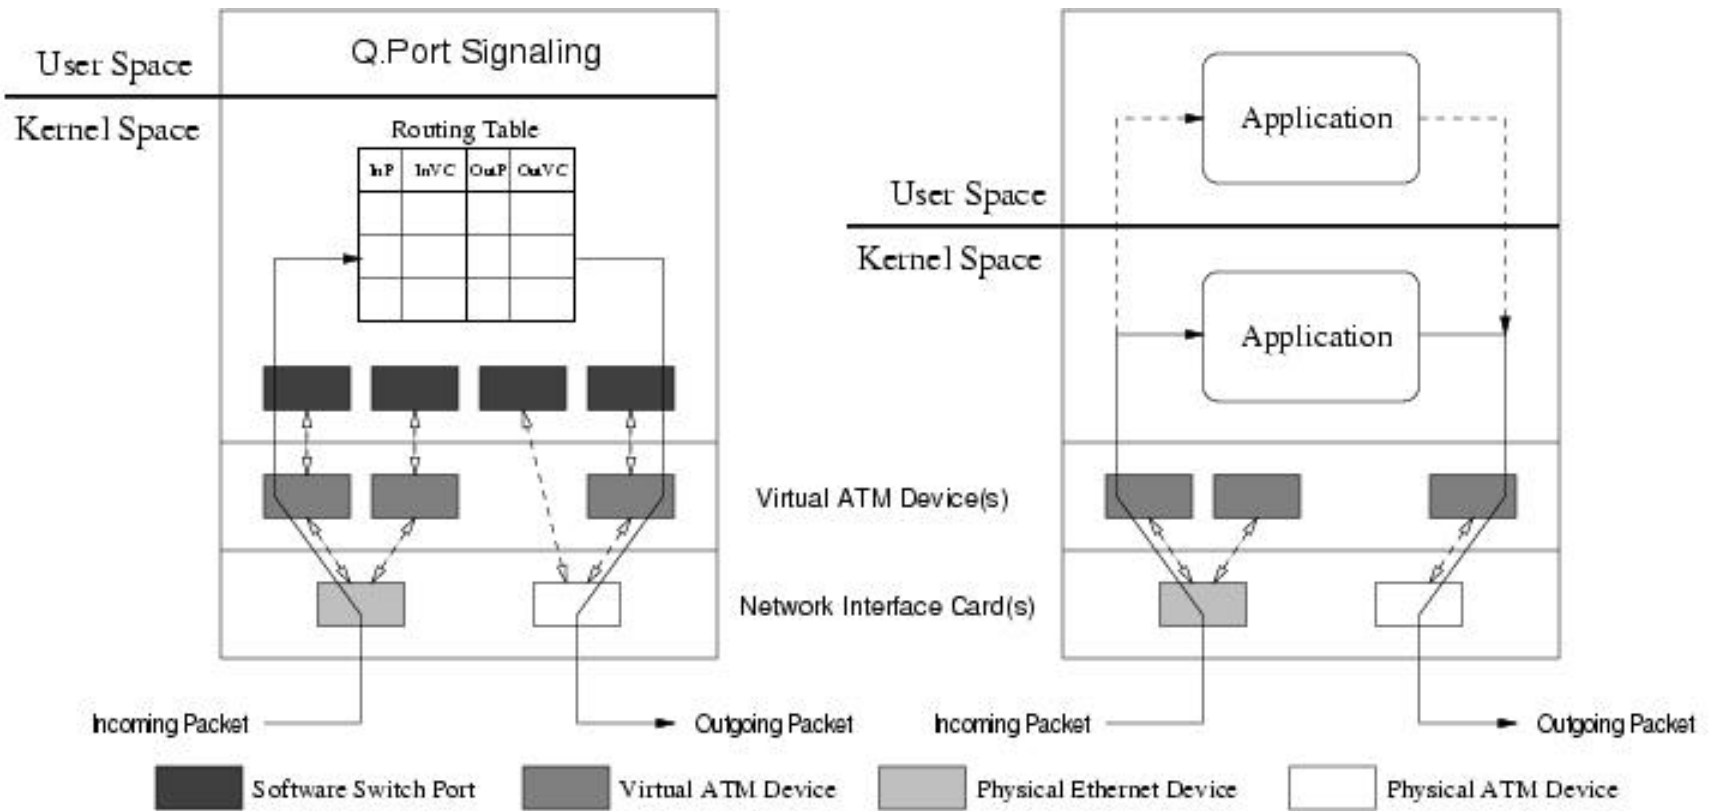 Q.Port Signaling
User Space
Kernel Space
Routing Table
InP InVC OutP OutVC
Application
User Space
Kernel Space
Application
Virtual ATM Device(s)
Network Interface Card(s)
Incoming Packet
Outgoing Packet
Incoming Packet
Outgoing Packet
Software Switch Port
Virtual ATM Device
Physical Ethernet Device
Physical ATM Device